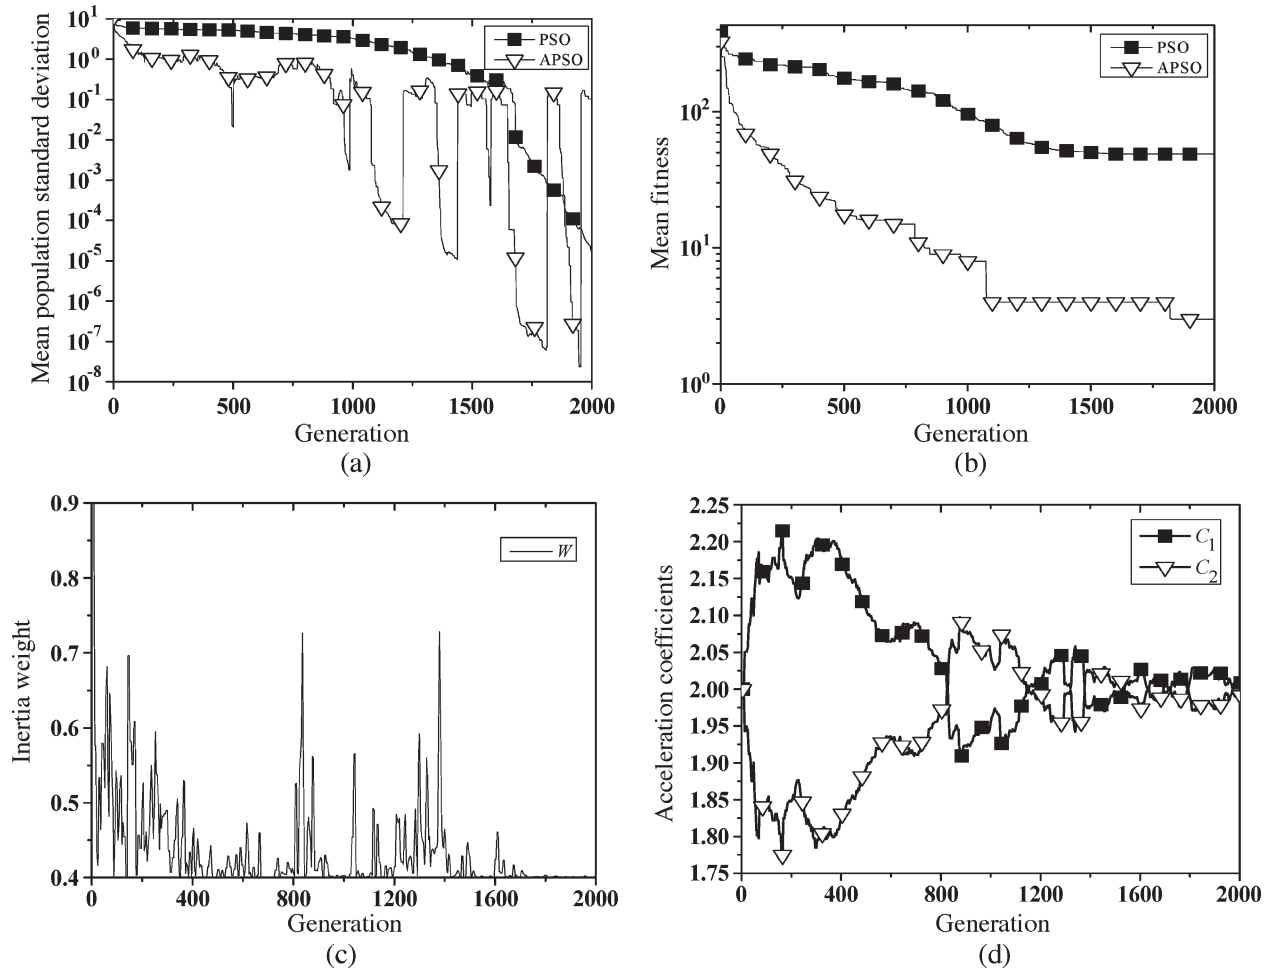 Mean population standard deviation
10^1
10^0
10^-1
10^-2
10^-3
10^-4
10^-5
10^-6
10^-7
10^-8
PSO
APSO
0 500 1000 1500 2000
Generation
(a)
Mean fitness
10^2
10^1
10^0
PSO
APSO
0 500 1000 1500 2000
Generation
(b)
Inertia weight
0.9
0.8
0.7
0.6
0.5
0.4
W
0 400 800 1200 1600 2000
Generation
(c)
Acceleration coefficients
2.25
2.20
2.15
2.10
2.05
2.00
1.95
1.90
1.85
1.80
1.75
C1
C2
0 400 800 1200 1600 2000
Generation
(d)